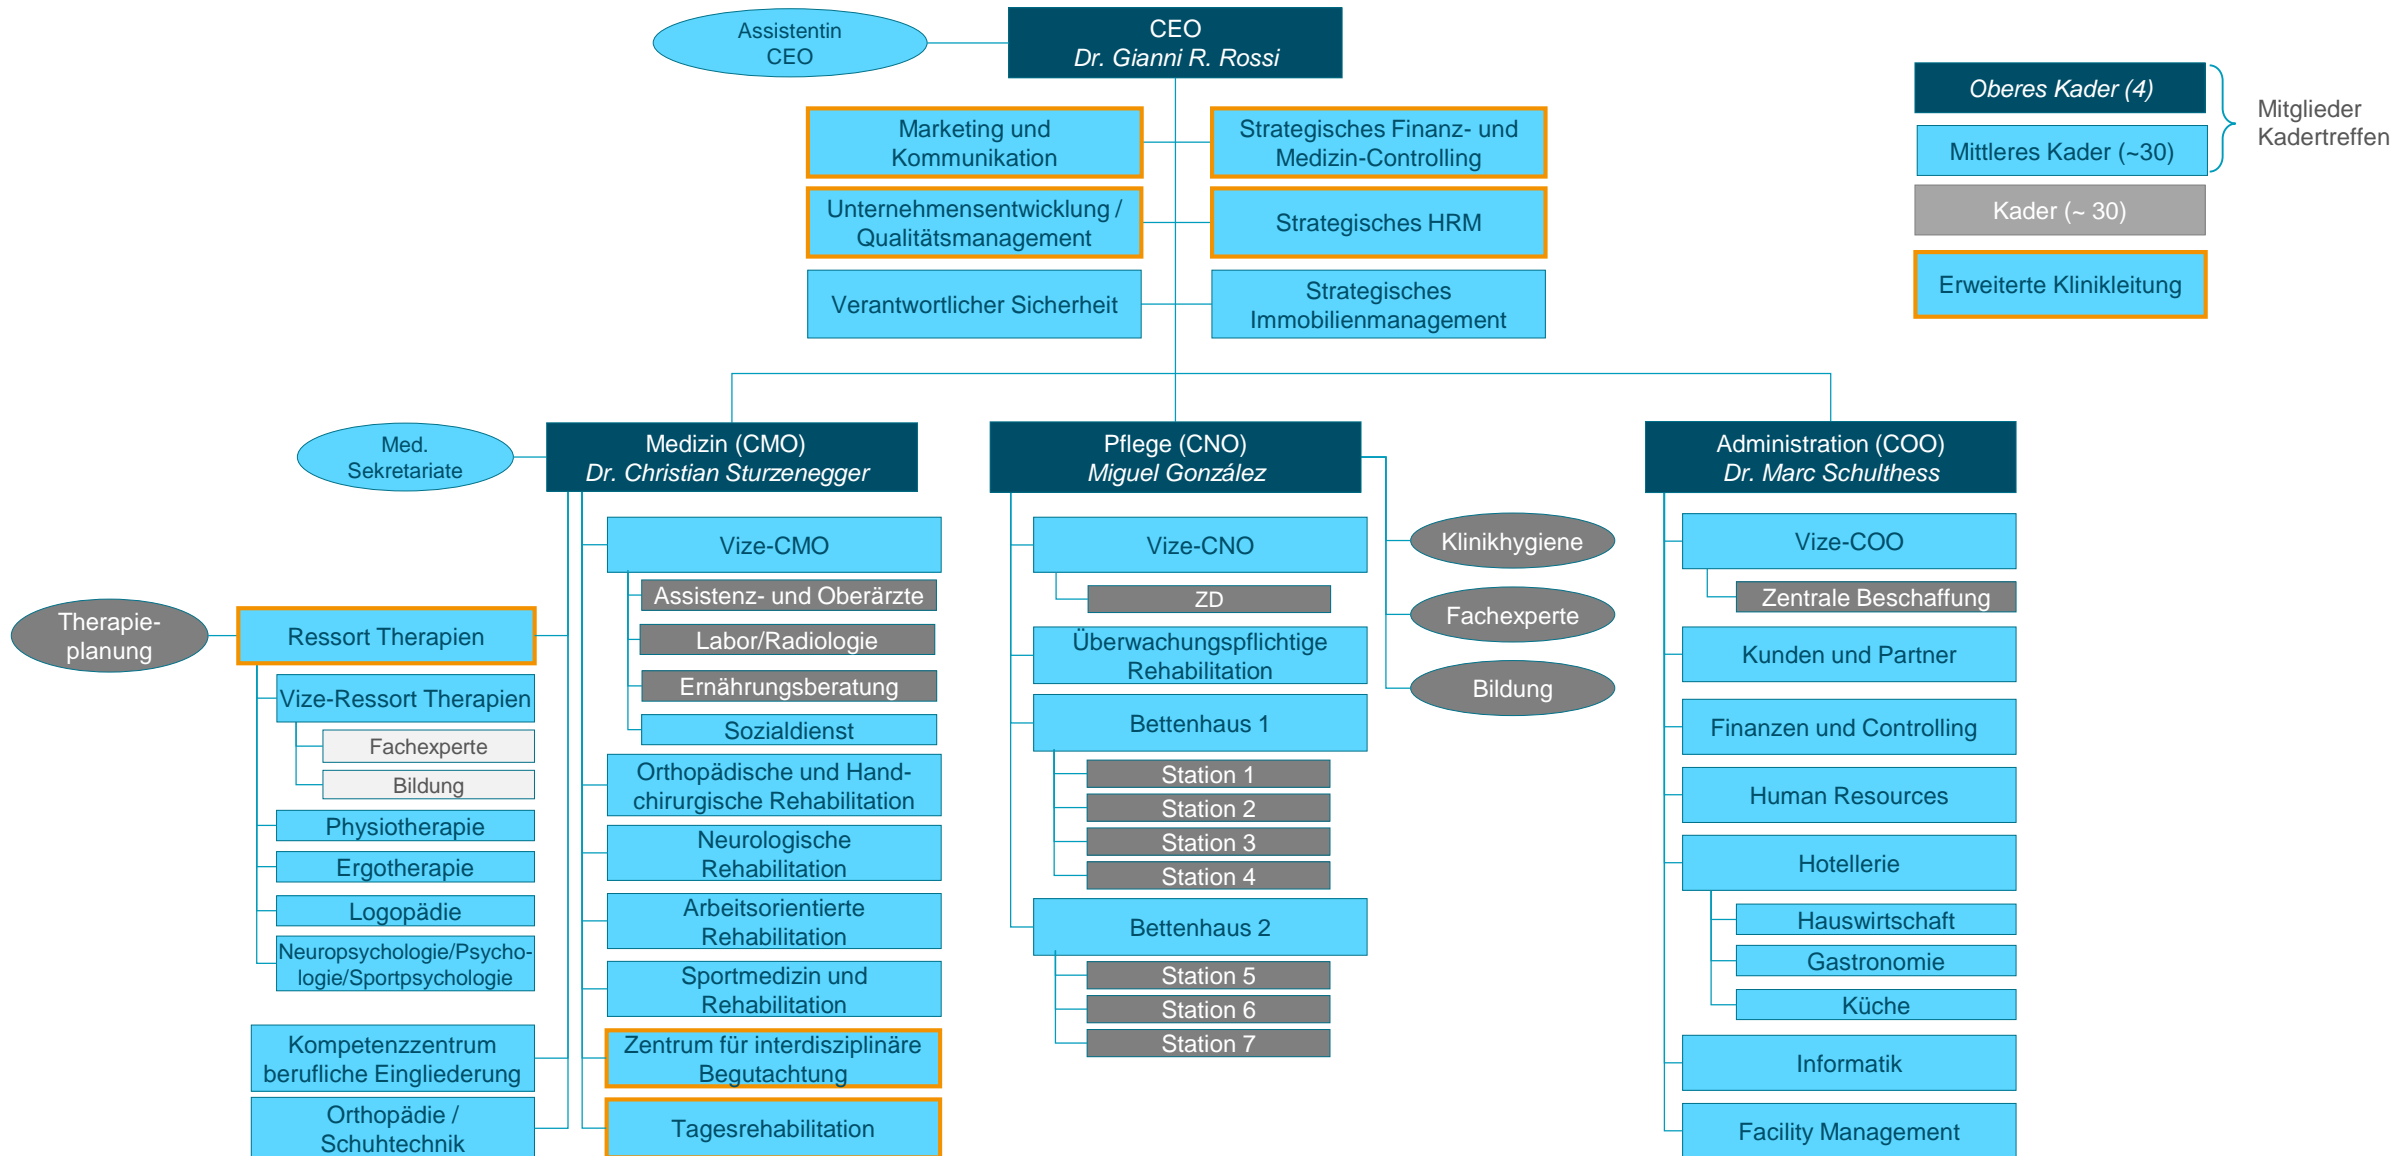 Assistentin
CEO
CEO
Dr. Gianni R. Rossi
Oberes Kader (4)
Mittleres Kader (~30)
Kader (~ 30)
Erweiterte Klinikleitung
Mitglieder
Kadertreffen
Marketing und
Kommunikation
Strategisches Finanz- und
Medizin-Controlling
Unternehmensentwicklung /
Qualitätsmanagement
Strategisches HRM
Verantwortlicher Sicherheit
Strategisches
Immobilienmanagement
Med.
Sekretariate
Medizin (CMO)
Dr. Christian Sturzenegger
Pflege (CNO)
Miguel González
Administration (COO)
Dr. Marc Schulthess
Therapie-
planung
Ressort Therapien
Vize-Ressort Therapien
Fachexperte
Bildung
Physiotherapie
Ergotherapie
Logopädie
Neuropsychologie/Psycho-
logie/Sportpsychologie
Kompetenzzentrum
berufliche Eingliederung
Orthopädie /
Schuhtechnik
Vize-CMO
Assistenz- und Oberärzte
Labor/Radiologie
Ernährungsberatung
Sozialdienst
Orthopädische und Hand-
chirurgische Rehabilitation
Neurologische
Rehabilitation
Arbeitsorientierte
Rehabilitation
Sportmedizin und
Rehabilitation
Zentrum für interdisziplinäre
Begutachtung
Tagesrehabilitation
Vize-CNO
ZD
Überwachungspflichtige
Rehabilitation
Bettenhaus 1
Station 1
Station 2
Station 3
Station 4
Bettenhaus 2
Station 5
Station 6
Station 7
Klinikhygiene
Fachexperte
Bildung
Vize-COO
Zentrale Beschaffung
Kunden und Partner
Finanzen und Controlling
Human Resources
Hotellerie
Hauswirtschaft
Gastronomie
Küche
Informatik
Facility Management